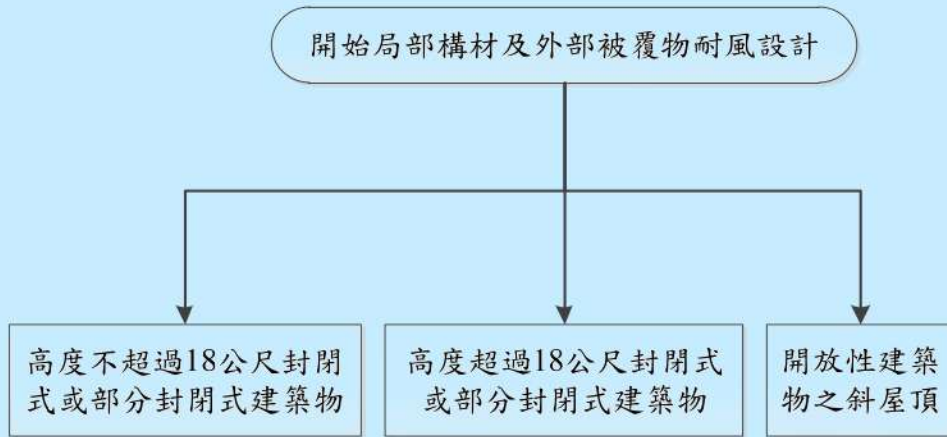 開始局部構材及外部被覆物耐風設計
高度不超過18公尺封閉
式或部分封閉式建築物
高度超過18公尺封閉式
或部分封閉式建築物
開放性建築
物之斜屋頂